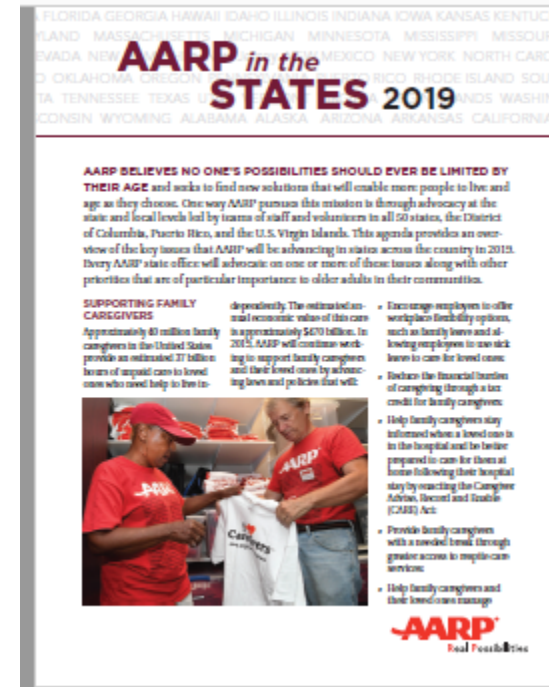 FLORIDA GEORGIA HAWAII IDAHO ILLINOIS INDIANA IOWA KANSAS KENTUC
YLAND MASSACHUSETTS MICHIGAN MINNESOTA MISSISSIPPI MISSOUR
EVADA NEW MEXICO NEW YORK NORTH CARO
O OKLAHOMA OREGON PENNSYLVANIA PUERTO RICO RHODE ISLAND SOU
TA TENNESSEE TEXAS U ANDS WASHIN
CONSIN WYOMING ALABAMA ALASKA ARIZONA ARKANSAS CALIFORNIA
AARP in the
STATES 2019
AARP BELIEVES NO ONE'S POSSIBILITIES SHOULD EVER BE LIMITED BY
THEIR AGE and seeks to find new solutions that will enable more people to live and
age as they choose. One way AARP pursues this mission is through advocacy at the
state and local levels led by teams of staff and volunteers in all 50 states, the District
of Columbia, Puerto Rico, and the U.S. Virgin Islands. This agenda provides an over-
view of the key issues that AARP will be advancing in states across the country in 2019.
Every AARP state office will advocate on one or more of these issues along with other
priorities that are of particular importance to older adults in their communities.
SUPPORTING FAMILY
CAREGIVERS
Approximately 40 million family
caregivers in the United States
provide an estimated 37 billion
hours of unpaid care to loved
ones who need help to live in-
dependently. The estimated an-
nual economic value of this care
is approximately $470 billion. In
2019, AARP will continue work-
ing to support family caregivers
and their loved ones by advanc-
ing laws and policies that will:
» Encourage employers to offer
workplace flexibility options,
such as family leave and al-
lowing employees to use sick
leave to care for loved ones;
» Reduce the financial burden
of caregiving through a tax
credit for family caregivers;
» Help family caregivers stay
informed when a loved one is
in the hospital and be better
prepared to care for them at
home following their hospital
stay by enacting the Caregiver
Advise, Record and Enable
(CARE) Act;
» Provide family caregivers
with a needed break through
greater access to respite care
services;
» Help family caregivers and
their loved ones manage
AARP
AARP
Caregivers
AARP
Real Possibilities